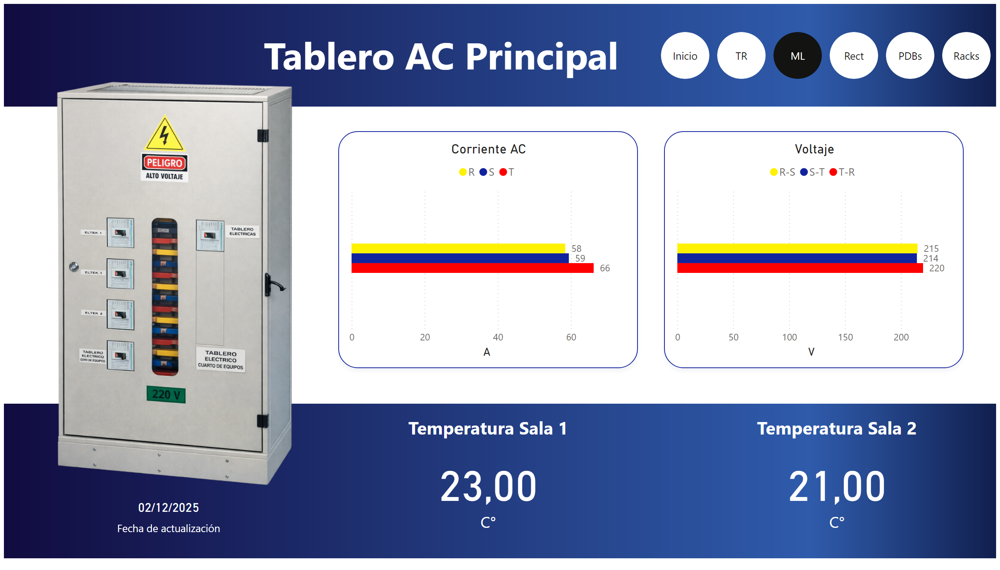 Tablero AC Principal
Inicio
TR
ML
Rect
PDBs
Racks
PELIGRO
ALTO VOLTAJE
ELTEK 1
TABLERO
ELECTRICAS
ELTEK 1
ELTEK 2
TABLERO
ELECTRICO
CORO DE EQUIPOS
TABLERO
ELECTRICO
CUARTO DE EQUIPOS
220 V
Corriente AC
R S T
58
59
66
0 20 40 60
A
Voltaje
R-S S-T T-R
215
214
220
0 50 100 150 200
V
02/12/2025
Fecha de actualización
Temperatura Sala 1
23,00
C°
Temperatura Sala 2
21,00
C°